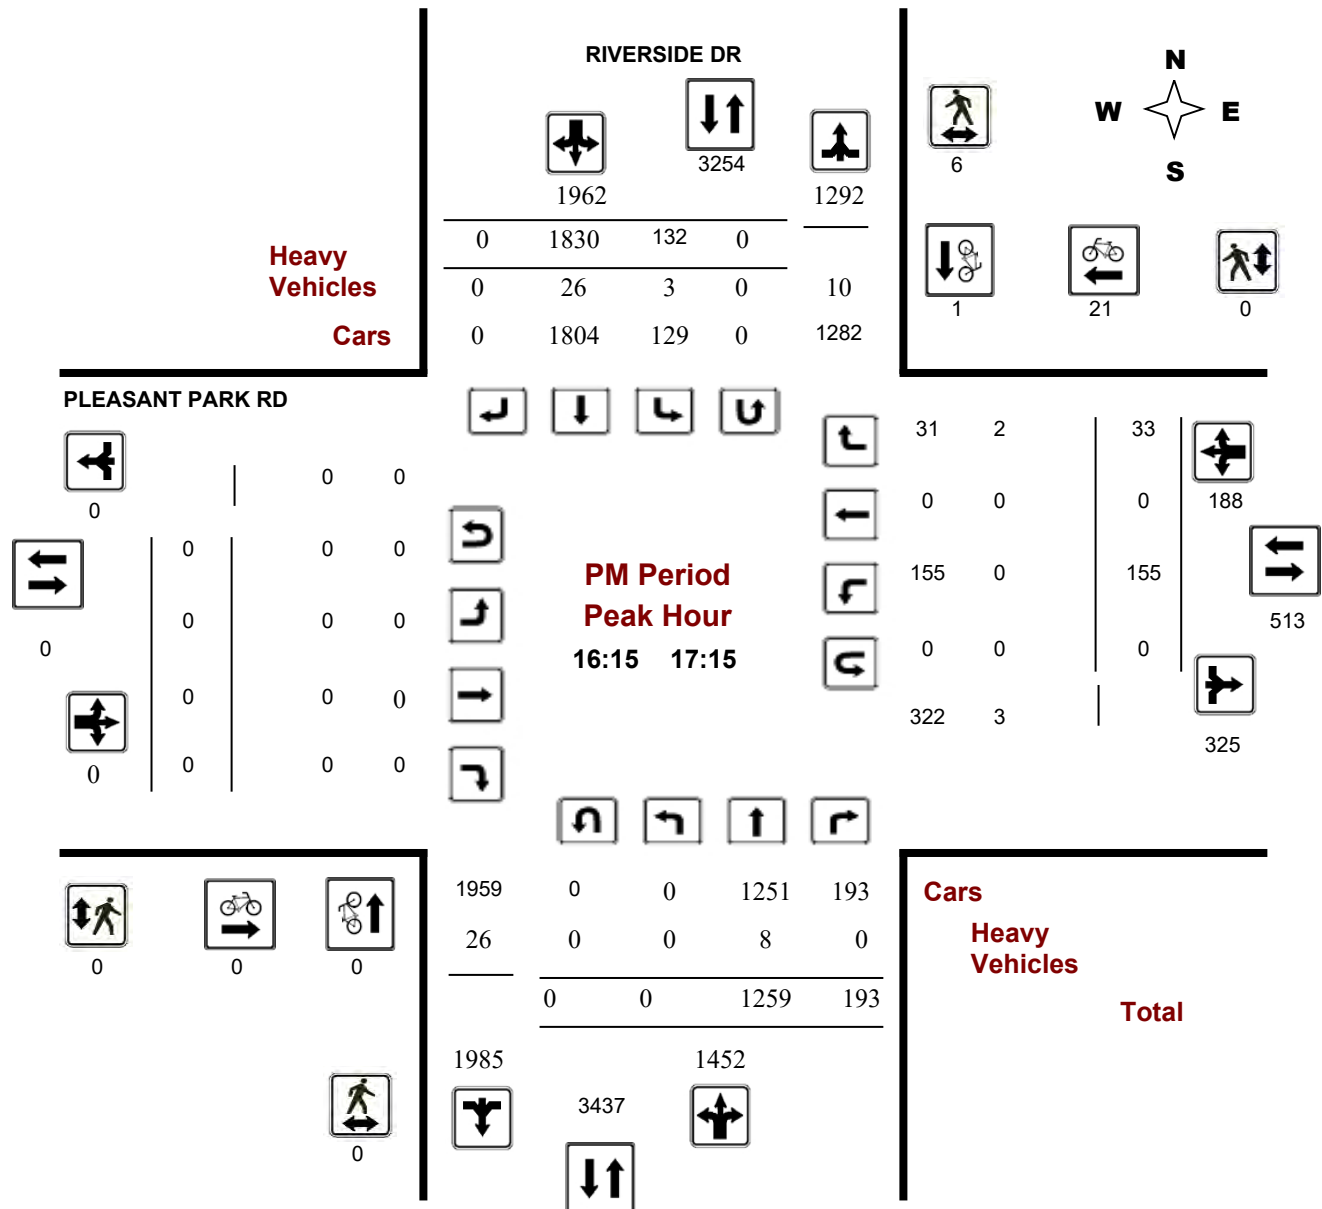 RIVERSIDE DR
N
W E
S
3254
6
1962 1292
0 1830 132 0
Heavy
Vehicles 0 26 3 0 10
1 21 0
Cars 0 1804 129 0 1282
PLEASANT PARK RD
31 2 33
0 0
0 0 0 0 188
0 0 0
PM Period
155 0 155
Peak Hour
0 0 0
513
0 16:15 17:15 0 0 0
0 0 0
322 3
325
0 0 0 0
1959 0 0 1251 193 Cars
26 0 0 8 0 Heavy
Vehicles
0 0 0
0 0 1259 193
Total
1985 1452
3437
0